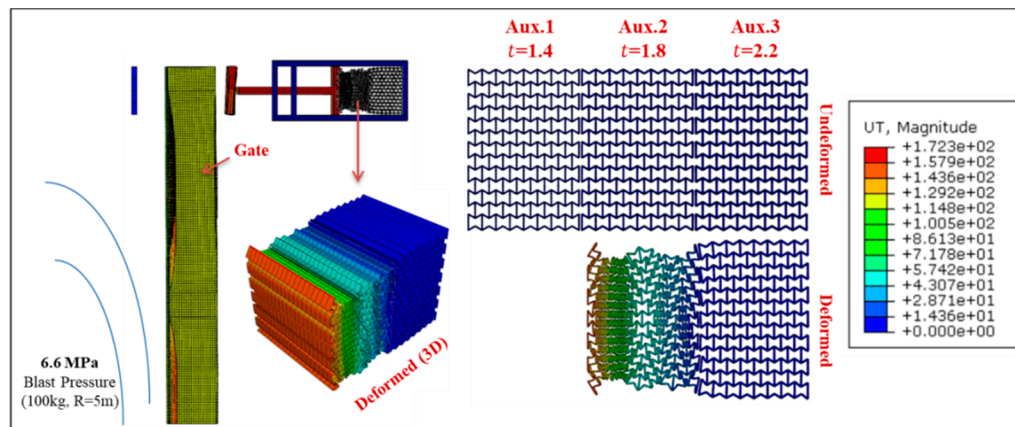 Aux.1
t=1.4
Aux.2
t=1.8
Aux.3
t=2.2
Gate
Undeformed
Deformed
Deformed (3D)
6.6 MPa
Blast Pressure
(100kg, R=5m)
UT, Magnitude
+1.723e+02
+1.579e+02
+1.436e+02
+1.292e+02
+1.148e+02
+1.005e+02
+8.613e+01
+7.178e+01
+5.742e+01
+4.307e+01
+2.871e+01
+1.436e+01
+0.000e+00